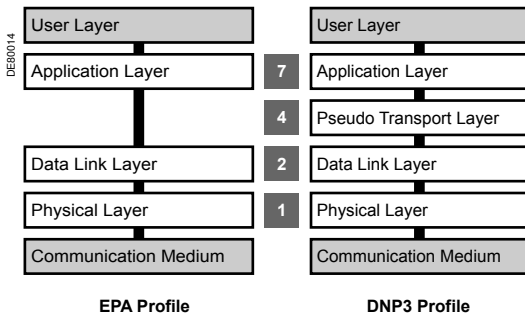 DE80014
User Layer
User Layer
Application Layer
7
Application Layer
4
Pseudo Transport Layer
Data Link Layer
2
Data Link Layer
Physical Layer
1
Physical Layer
Communication Medium
Communication Medium
EPA Profile
DNP3 Profile